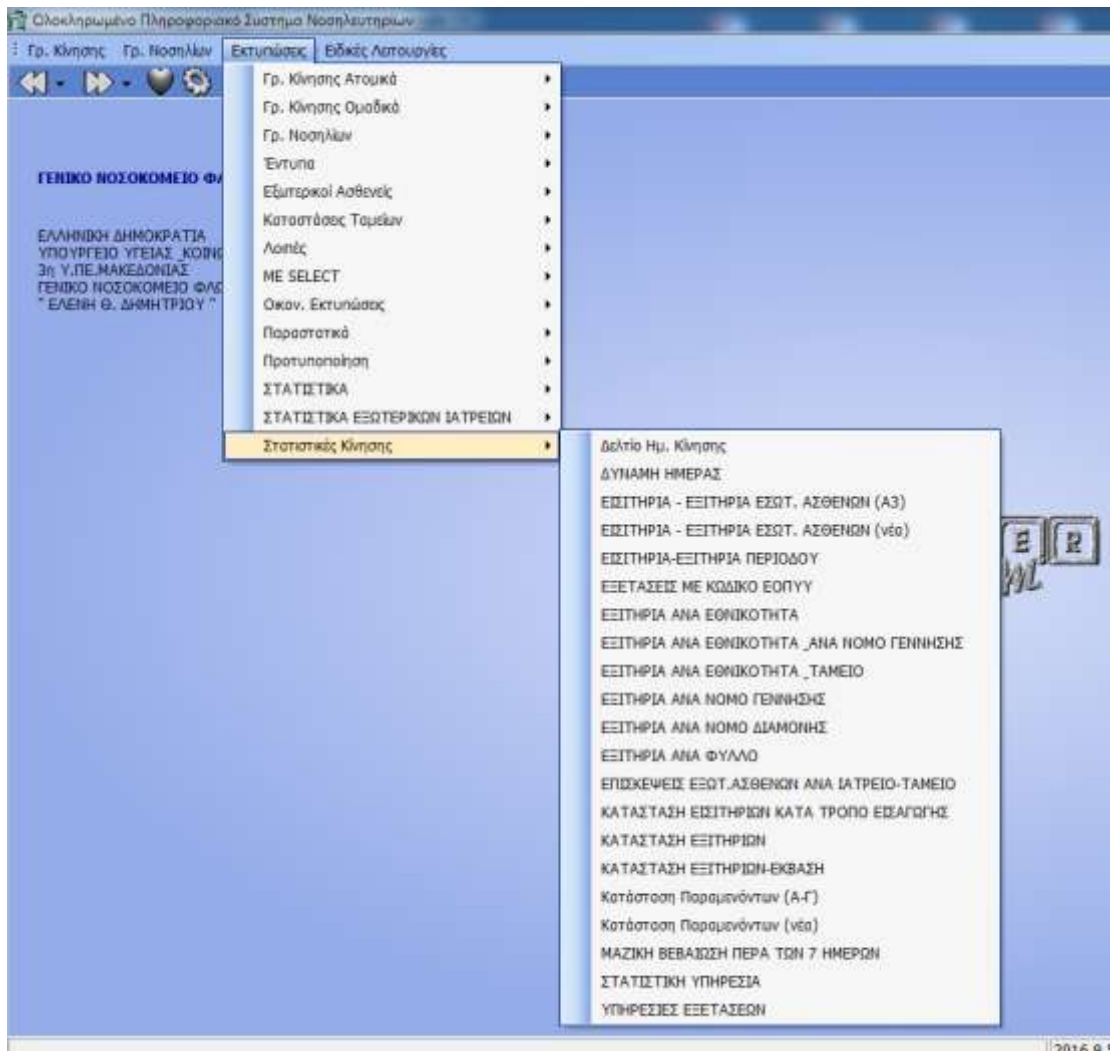 Ολοκληρωμένο Πληροφοριακό Σύστημα Νοσηλευτηρίων
Γρ. Κίνησης Γρ. Νοσηλίων Εκτυπώσεις Ειδικές Λειτουργίες
Γρ. Κίνησης Ατομικά
Γρ. Κίνησης Ομαδικά
Γρ. Νοσηλίων
Έντυπα
Εξωτερικοί Ασθενείς
Καταστάσεις Ταμείων
Λοιπές
ΜΕ SELECT
Οικον. Εκτυπώσεις
Παραστατικά
Προτυποποίηση
ΣΤΑΤΙΣΤΙΚΑ
ΣΤΑΤΙΣΤΙΚΑ ΕΞΩΤΕΡΙΚΩΝ ΙΑΤΡΕΙΩΝ
Στατιστικές Κίνησης
ΓΕΝΙΚΟ ΝΟΣΟΚΟΜΕΙΟ
ΕΛΛΗΝΙΚΗ ΔΗΜΟΚΡΑΤΙΑ
ΥΠΟΥΡΓΕΙΟ ΥΓΕΙΑΣ
3η Υ.ΠΕ.ΜΑΚΕΔΟΝΙΑΣ
ΓΕΝΙΚΟ ΝΟΣΟΚΟΜΕΙΟ
" ΕΛΕΝΗ Θ. ΔΗΜΗΤΡΙΟΥ "
Δελτίο Ημ. Κίνησης
ΔΥΝΑΜΗ ΗΜΕΡΑΣ
ΕΙΣΙΤΗΡΙΑ - ΕΞΙΤΗΡΙΑ ΕΣΩΤ. ΑΣΘΕΝΩΝ (Α3)
ΕΙΣΙΤΗΡΙΑ - ΕΞΙΤΗΡΙΑ ΕΣΩΤ. ΑΣΘΕΝΩΝ (νέα)
ΕΙΣΙΤΗΡΙΑ-ΕΞΙΤΗΡΙΑ ΠΕΡΙΟΔΟΥ
ΕΞΕΤΑΣΕΙΣ ΜΕ ΚΩΔΙΚΟ ΕΟΠΥΥ
ΕΞΙΤΗΡΙΑ ΑΝΑ ΕΘΝΙΚΟΤΗΤΑ
ΕΞΙΤΗΡΙΑ ΑΝΑ ΕΘΝΙΚΟΤΗΤΑ _ΑΝΑ ΝΟΜΟ ΓΕΝΝΗΣΗΣ
ΕΞΙΤΗΡΙΑ ΑΝΑ ΕΘΝΙΚΟΤΗΤΑ _ΤΑΜΕΙΟ
ΕΞΙΤΗΡΙΑ ΑΝΑ ΝΟΜΟ ΓΕΝΝΗΣΗΣ
ΕΞΙΤΗΡΙΑ ΑΝΑ ΝΟΜΟ ΔΙΑΜΟΝΗΣ
ΕΞΙΤΗΡΙΑ ΑΝΑ ΦΥΛΛΟ
ΕΠΙΣΚΕΨΕΙΣ ΕΞΩΤ.ΑΣΘΕΝΩΝ ΑΝΑ ΙΑΤΡΕΙΟ-ΤΑΜΕΙΟ
ΚΑΤΑΣΤΑΣΗ ΕΙΣΙΤΗΡΙΩΝ ΚΑΤΑ ΤΡΟΠΟ ΕΙΣΑΓΩΓΗΣ
ΚΑΤΑΣΤΑΣΗ ΕΞΙΤΗΡΙΩΝ
ΚΑΤΑΣΤΑΣΗ ΕΞΙΤΗΡΙΩΝ-ΕΚΒΑΣΗ
Κατάσταση Παραμενόντων (Α-Γ)
Κατάσταση Παραμενόντων (νέα)
ΜΑΖΙΚΗ ΒΕΒΑΙΩΣΗ ΠΕΡΑ ΤΩΝ 7 ΗΜΕΡΩΝ
ΣΤΑΤΙΣΤΙΚΗ ΥΠΗΡΕΣΙΑ
ΥΠΗΡΕΣΙΕΣ ΕΞΕΤΑΣΕΩΝ
E R